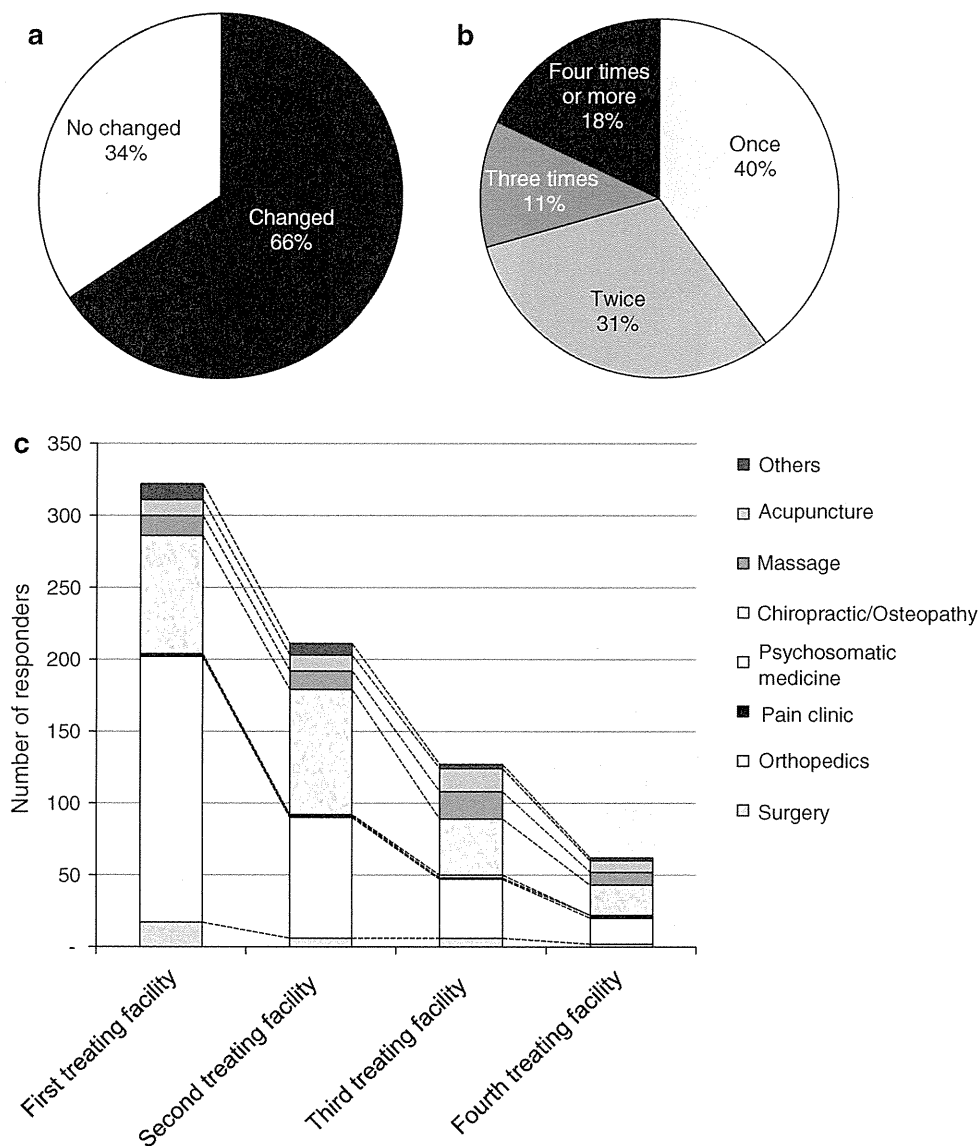 a
No changed
34%
Changed
66%
b
Four times
or more
18%
Once
40%
Three times
11%
Twice
31%
c
350
300
250
200
150
100
50
-
Number of responders
First treating facility
Second treating facility
Third treating facility
Fourth treating facility
Others
Acupuncture
Massage
Chiropractic/Osteopathy
Psychosomatic
medicine
Pain clinic
Orthopedics
Surgery